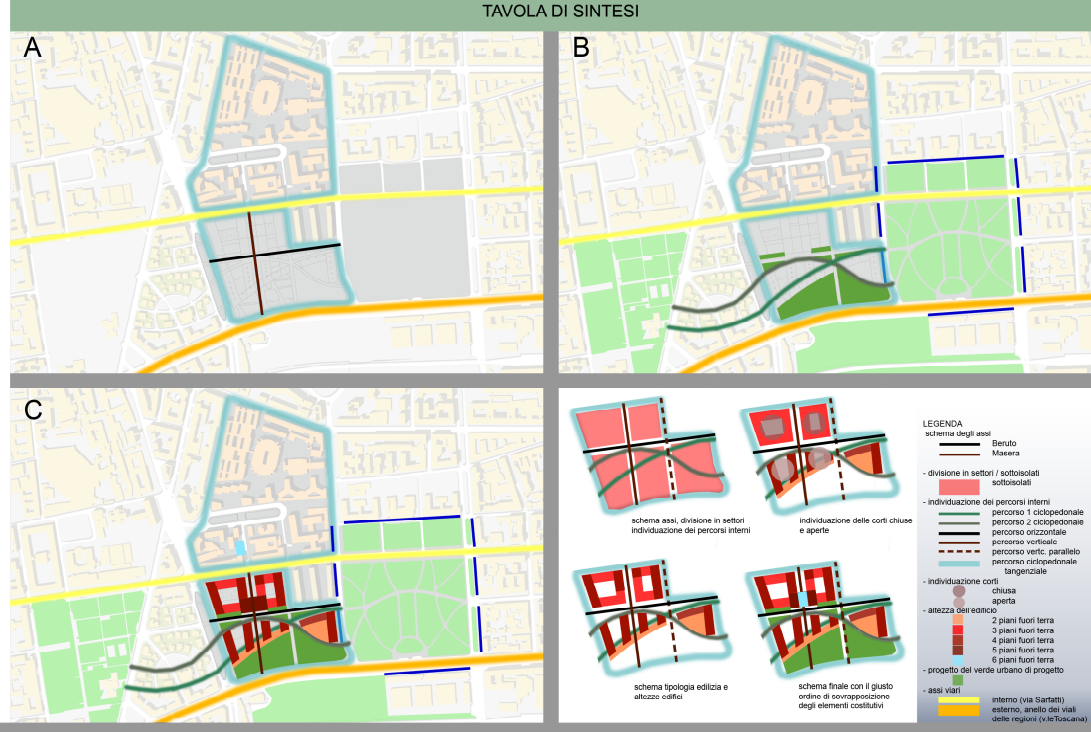 TAVOLA DI SINTESI
A
B
C
schema assi, divisione in settori
individuazione dei percorsi interni
individuazione delle corti chiuse
e aperte
schema tipologia edilizia e
altezze edifici
schema finale con il giusto
ordine di sovrapposizione
degli elementi costitutivi
LEGENDA
schema degli assi
Beruto
Masera
- divisione in settori / sottoisolati
sottoisolati
- individuazione dei percorsi interni
percorso 1 ciclopedonale
percorso 2 ciclopedonale
percorso orizzontale
percorso verticale
percorso vertc. parallelo
percorso ciclopedonale
tangenziale
- individuazione corti
chiusa
aperta
- altezza dell'edificio
2 piani fuori terra
3 piani fuori terra
4 piani fuori terra
5 piani fuori terra
6 piani fuori terra
- progetto del verde urbano di progetto
- assi viari
interno (via Sarfatti)
esterno, anello dei viali
delle regioni (v.leToscana)